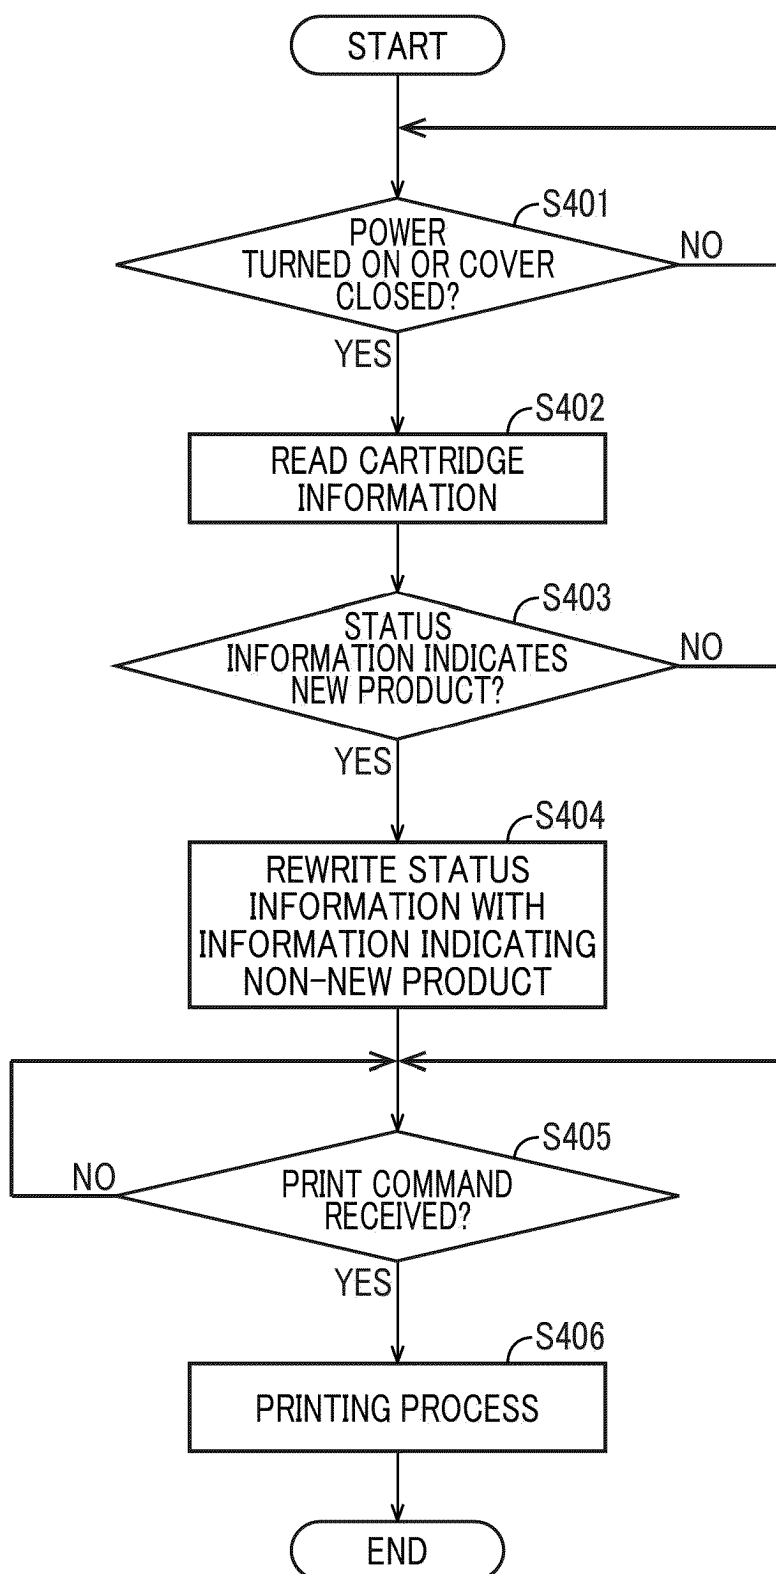 START
S401
POWER
TURNED ON OR COVER
CLOSED?
NO
YES
S402
READ CARTRIDGE
INFORMATION
S403
STATUS
INFORMATION INDICATES
NEW PRODUCT?
NO
YES
S404
REWRITE STATUS
INFORMATION WITH
INFORMATION INDICATING
NON-NEW PRODUCT
S405
NO
PRINT COMMAND
RECEIVED?
YES
S406
PRINTING PROCESS
END